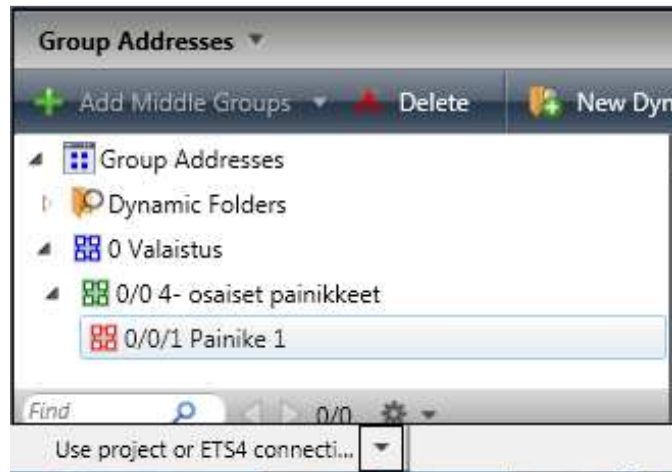 Group Addresses
Add Middle Groups Delete New Dyn
Group Addresses
Dynamic Folders
0 Valaistus
0/0 4- osaiset painikkeet
0/0/1 Painike 1
Find 0/0
Use project or ETS4 connecti...